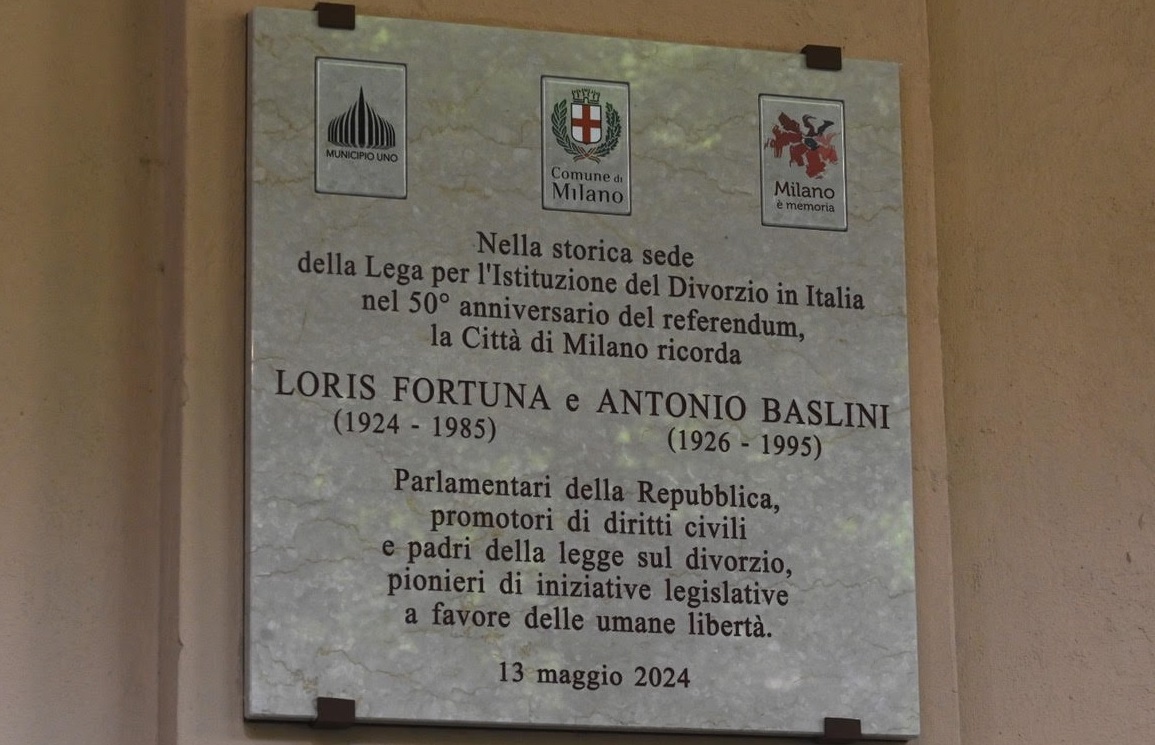 MUNICIPIO UNO
Comune di
Milano
Milano
è memoria
Nella storica sede
della Lega per l'Istituzione del Divorzio in Italia
nel 50° anniversario del referendum,
la Città di Milano ricorda
LORIS FORTUNA e ANTONIO BASLINI
(1924 - 1985) (1926 - 1995)
Parlamentari della Repubblica,
promotori di diritti civili
e padri della legge sul divorzio,
pionieri di iniziative legislative
a favore delle umane libertà.
13 maggio 2024